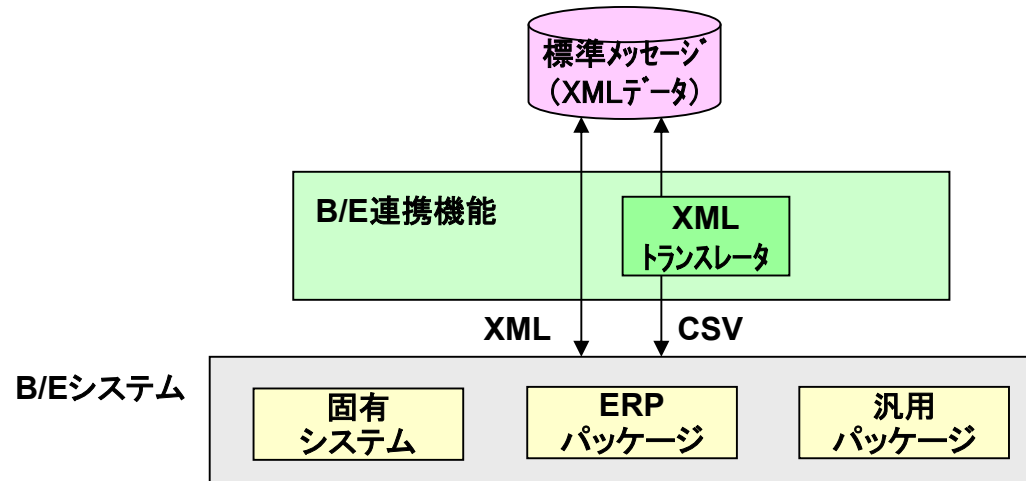 標準ﾒｯｾｰｼﾞ
（XMLﾃﾞｰﾀ）
B/E連携機能
XML
ﾄﾗﾝｽﾚｰﾀ
XML
CSV
B/Eシステム
固有
システム
ERP
パッケージ
汎用
パッケージ